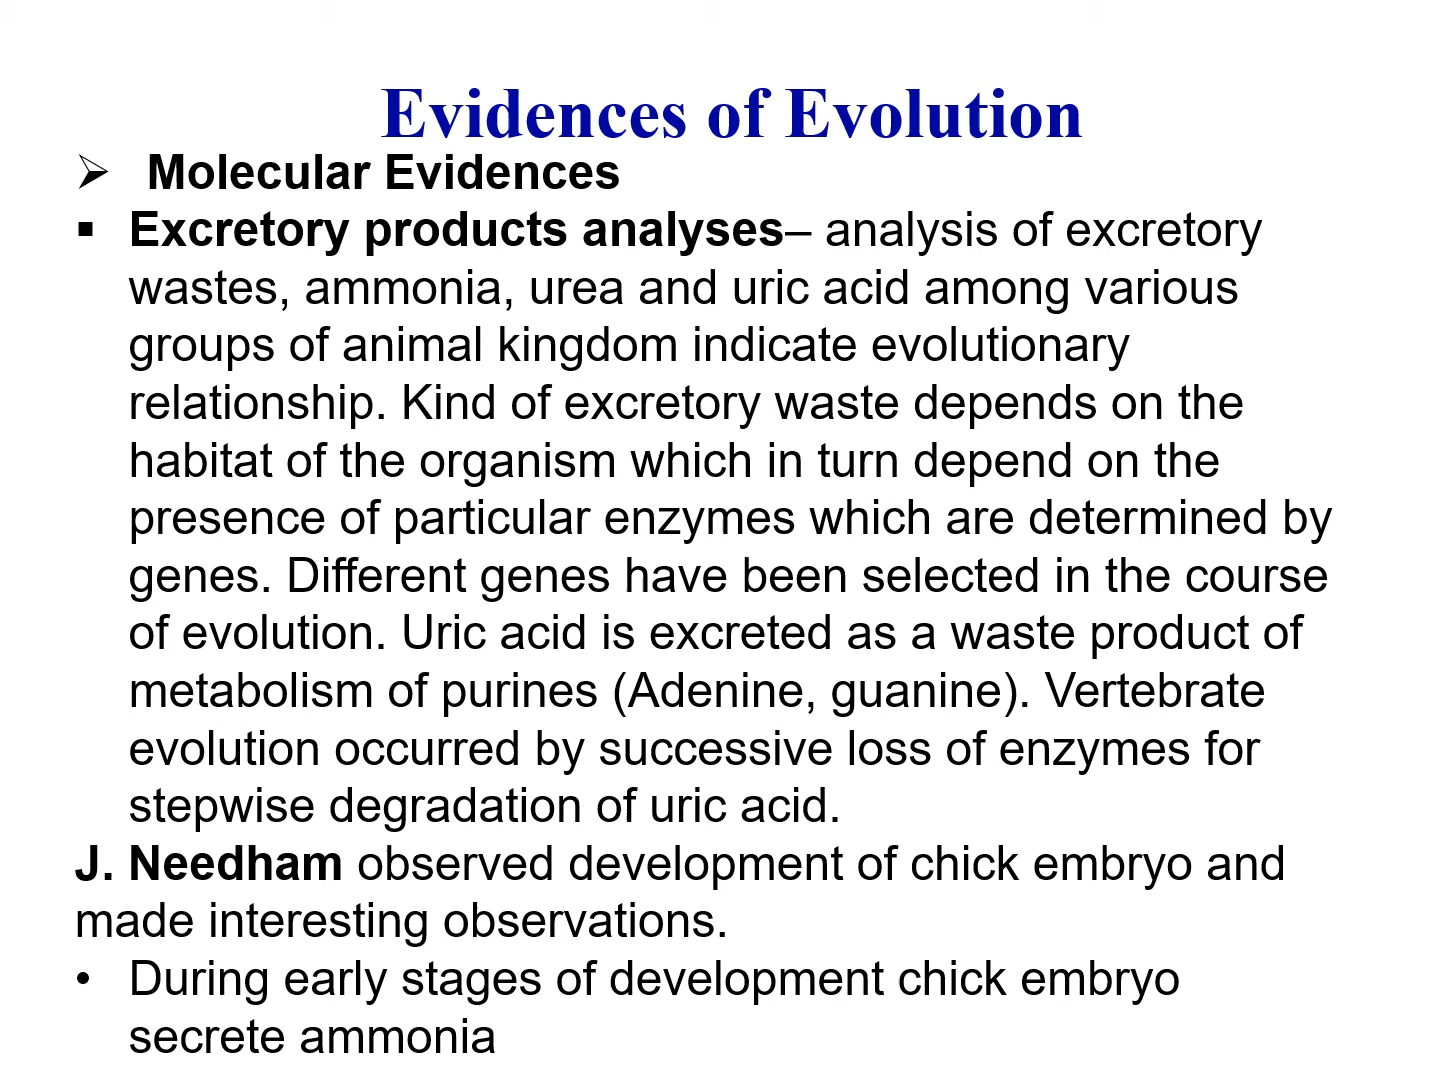 Evidences of Evolution
➢ Molecular Evidences
▪ Excretory products analyses– analysis of excretory
wastes, ammonia, urea and uric acid among various
groups of animal kingdom indicate evolutionary
relationship. Kind of excretory waste depends on the
habitat of the organism which in turn depend on the
presence of particular enzymes which are determined by
genes. Different genes have been selected in the course
of evolution. Uric acid is excreted as a waste product of
metabolism of purines (Adenine, guanine). Vertebrate
evolution occurred by successive loss of enzymes for
stepwise degradation of uric acid.
J. Needham observed development of chick embryo and
made interesting observations.
• During early stages of development chick embryo
secrete ammonia